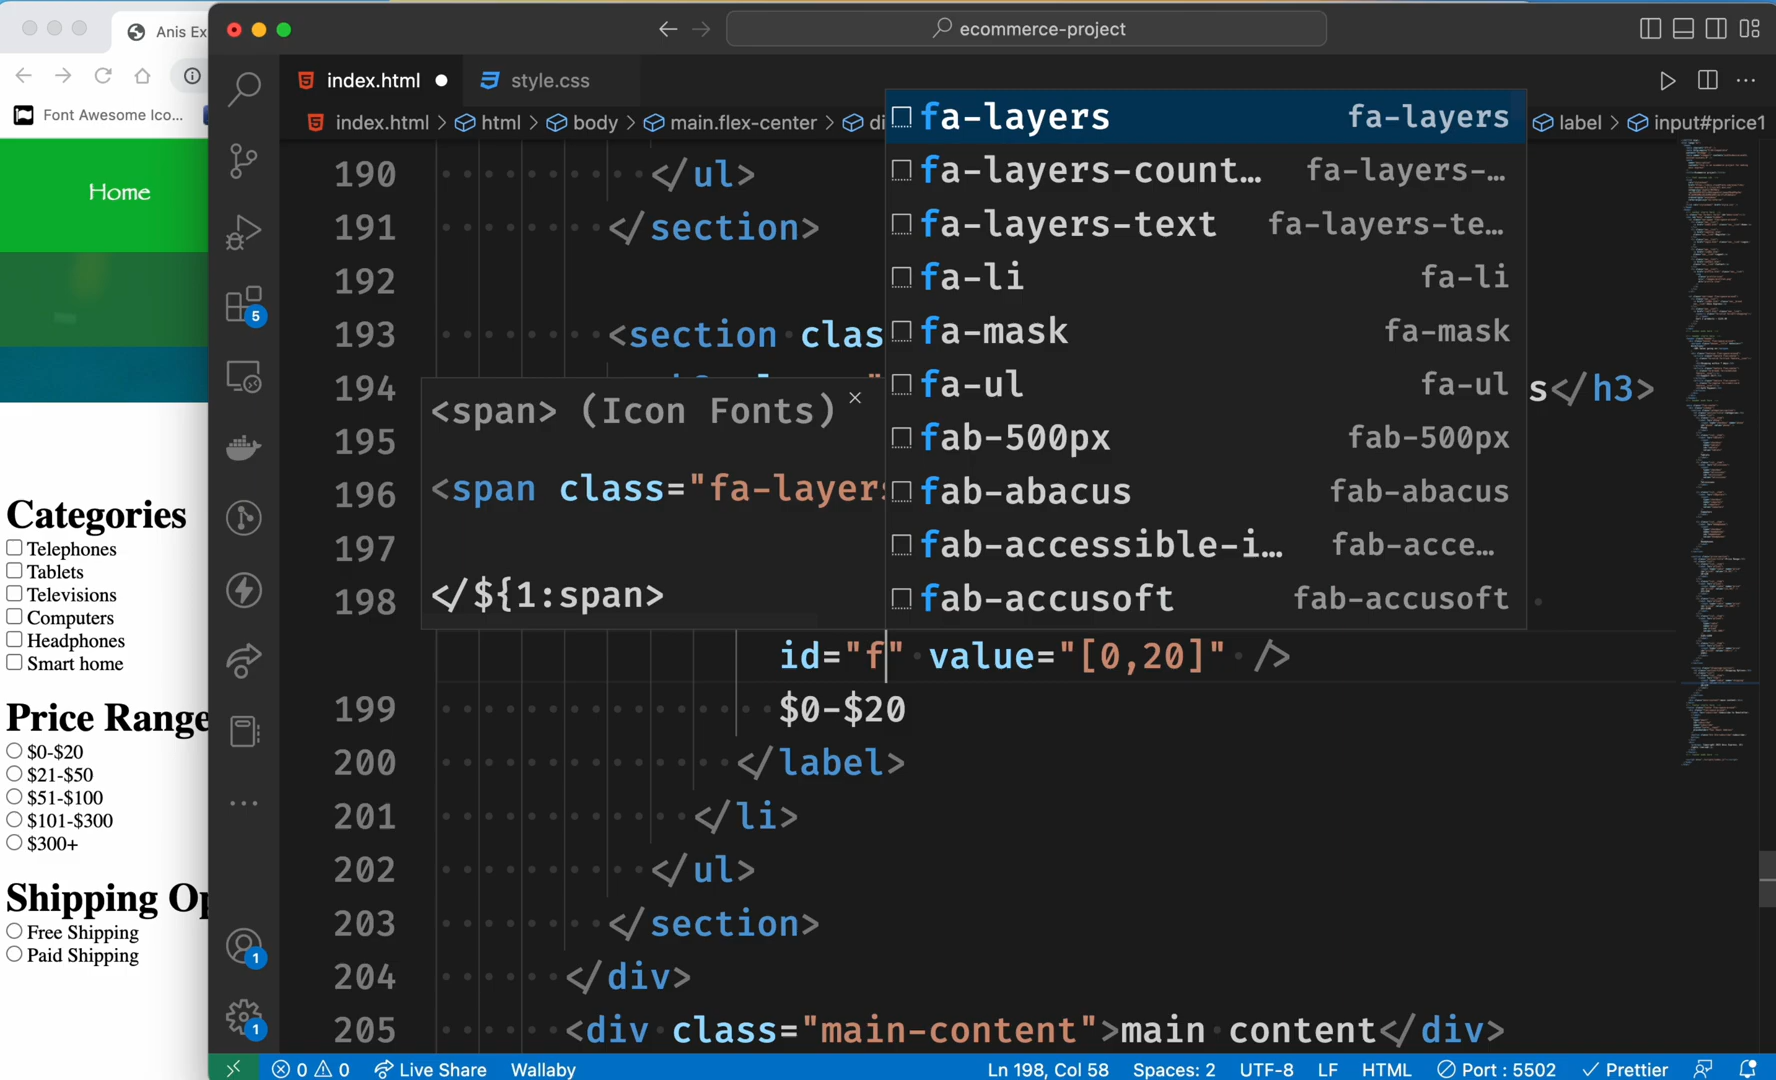 Anis Ex
Font Awesome Ico...
Home
Categories
Telephones
Tablets
Televisions
Computers
Headphones
Smart home
Price Range
$0-$20
$21-$50
$51-$100
$101-$300
$300+
Shipping Op
Free Shipping
Paid Shipping
ecommerce-project
index.html
style.css
index.html > html > body > main.flex-center > di
label > input#price1
190 </ul>
191 </section>
192
193 <section clas
194 s</h3>
195
196
197
198
id="f" value="[0,20]" />
199 $0-$20
200 </label>
201 </li>
202 </ul>
203 </section>
204 </div>
205 <div class="main-content">main content</div>
<span> (Icon Fonts)
<span class="fa-layers
</${1:span>
fa-layers fa-layers
fa-layers-count... fa-layers-...
fa-layers-text fa-layers-te...
fa-li fa-li
fa-mask fa-mask
fa-ul fa-ul
fab-500px fab-500px
fab-abacus fab-abacus
fab-accessible-i... fab-acce...
fab-accusoft fab-accusoft
5
1
1
0 0 Live Share Wallaby Ln 198, Col 58 Spaces: 2 UTF-8 LF HTML Port : 5502 Prettier